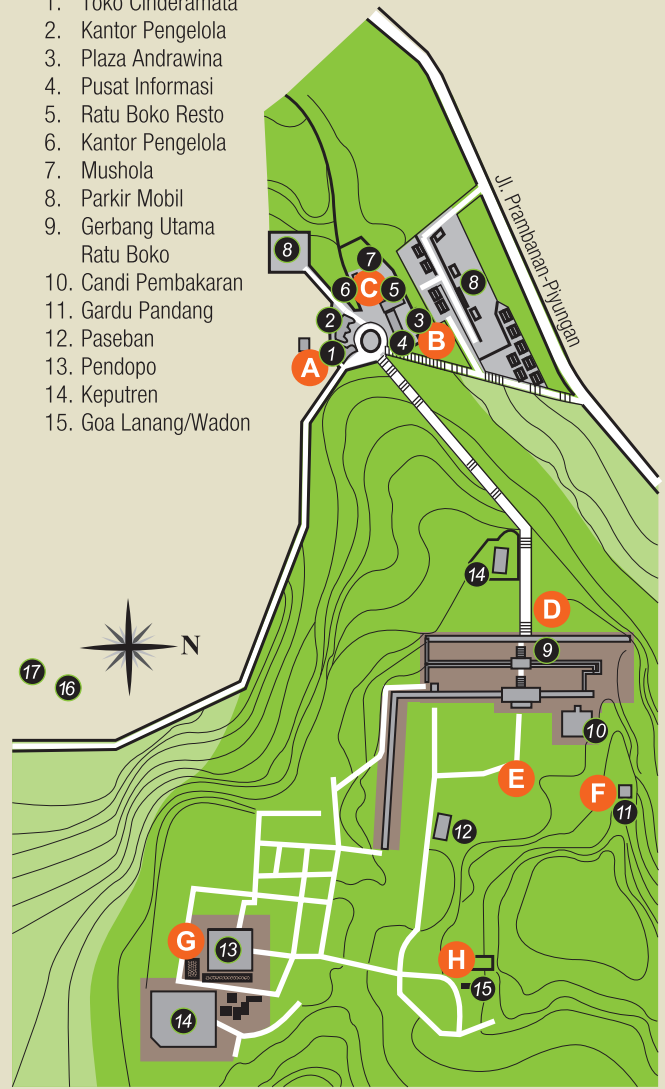 1. Toko Cinderamata
2. Kantor Pengelola
3. Plaza Andrawina
4. Pusat Informasi
5. Ratu Boko Resto
6. Kantor Pengelola
7. Mushola
8. Parkir Mobil
9. Gerbang Utama
Ratu Boko
10. Candi Pembakaran
11. Gardu Pandang
12. Paseban
13. Pendopo
14. Keputren
15. Goa Lanang/Wadon
Jl. Prambanan-Piyungan
8
7
6
C
5
8
2
3
A
1
4
B
14
D
9
N
17
16
10
E
F
11
12
G
13
H
15
14